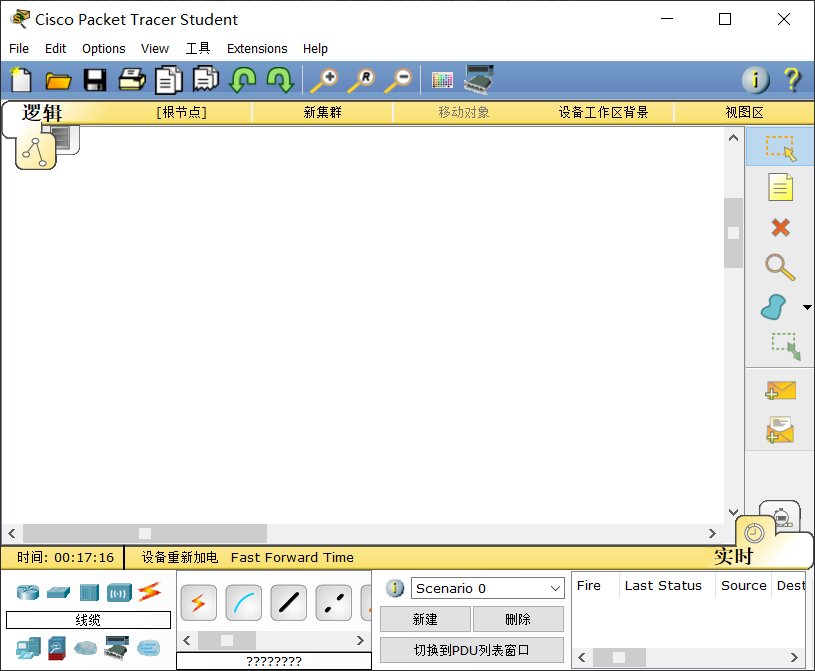 Cisco Packet Tracer Student
File Edit Options View 工具 Extensions Help
逻辑 [根节点] 新集群 移动对象 设备工作区背景 视图区
时间: 00:17:16 设备重新加电 Fast Forward Time 实时
Scenario 0
Fire Last Status Source Dest
线缆
新建 删除
切换到PDU列表窗口
????????